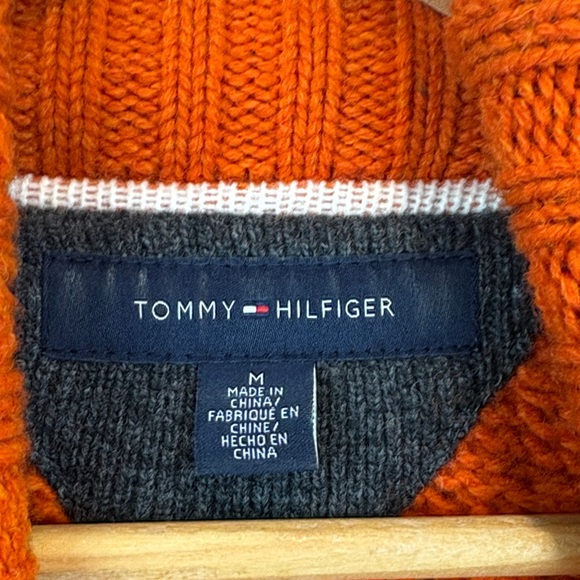 TOMMY HILFIGER
M
MADE IN
CHINA/
FABRIQUÉ EN
CHINE/
HECHO EN
CHINA